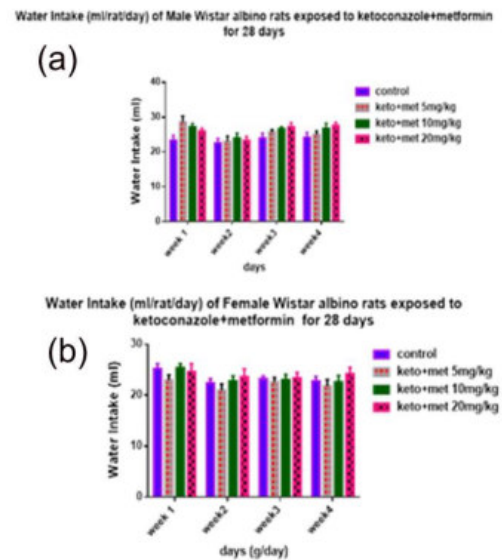 Water Intake (ml/rat/day) of Male Wistar albino rats exposed to ketoconazole+metformin
for 28 days
(a)
Water Intake (ml)
40
30
20
10
0
week 1
week2
week3
week4
days
control
keto+met 5mg/kg
keto+met 10mg/kg
keto+met 20mg/kg
Water Intake (ml/rat/day) of Female Wistar albino rats exposed to
ketoconazole+metformin for 28 days
(b)
Water Intake (ml)
30
20
10
0
week 1
week2
week3
week4
days (g/day)
control
keto+met 5mg/kg
keto+met 10mg/kg
keto+met 20mg/kg